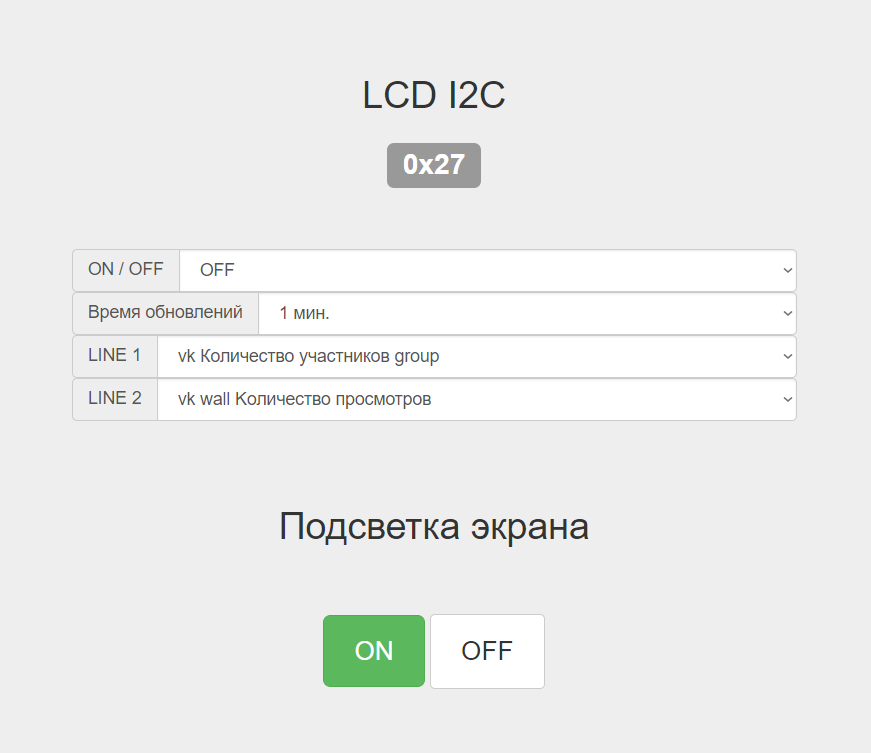 LCD I2C
0x27
ON / OFF OFF
Время обновлений 1 мин.
LINE 1 vk Количество участников group
LINE 2 vk wall Количество просмотров
Подсветка экрана
ON OFF